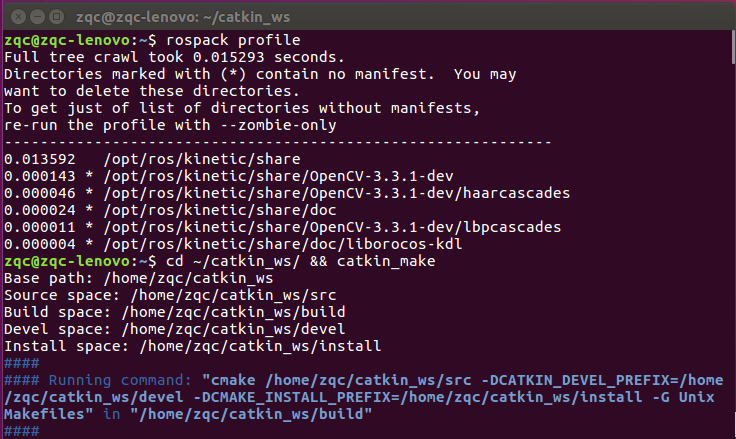 zqc@zqc-lenovo: ~/catkin_ws
zqc@zqc-lenovo:~$ rospack profile
Full tree crawl took 0.015293 seconds.
Directories marked with (*) contain no manifest.  You may
want to delete these directories.
To get just of list of directories without manifests,
re-run the profile with --zombie-only
-------------------------------------------------------------
0.013592   /opt/ros/kinetic/share
0.000143 * /opt/ros/kinetic/share/OpenCV-3.3.1-dev
0.000046 * /opt/ros/kinetic/share/OpenCV-3.3.1-dev/haarcascades
0.000024 * /opt/ros/kinetic/share/doc
0.000011 * /opt/ros/kinetic/share/OpenCV-3.3.1-dev/lbpcascades
0.000004 * /opt/ros/kinetic/share/doc/liborocos-kdl
zqc@zqc-lenovo:~$ cd ~/catkin_ws/ && catkin_make
Base path: /home/zqc/catkin_ws
Source space: /home/zqc/catkin_ws/src
Build space: /home/zqc/catkin_ws/build
Devel space: /home/zqc/catkin_ws/devel
Install space: /home/zqc/catkin_ws/install
####
#### Running command: "cmake /home/zqc/catkin_ws/src -DCATKIN_DEVEL_PREFIX=/home
/zqc/catkin_ws/devel -DCMAKE_INSTALL_PREFIX=/home/zqc/catkin_ws/install -G Unix
Makefiles" in "/home/zqc/catkin_ws/build"
####